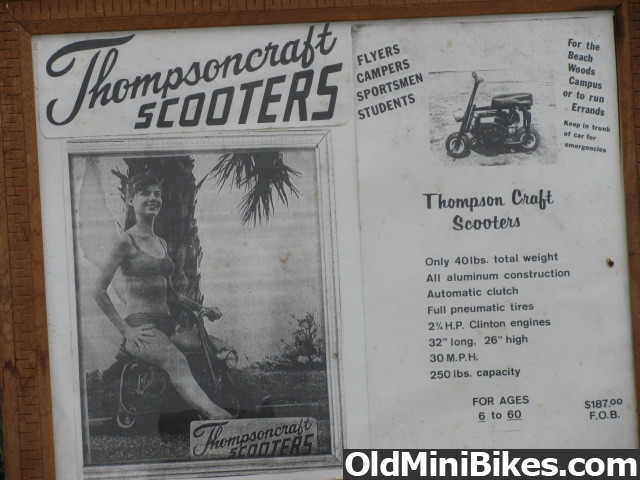 Thompsoncraft
SCOOTERS
FLYERS
CAMPERS
SPORTSMEN
STUDENTS
For the
Beach
Woods
Campus
or to run
Errands
Keep in trunk
of car for
emergencies
Thompson Craft
Scooters
Only 40lbs. total weight
All aluminum construction
Automatic clutch
Full pneumatic tires
2¼ H.P. Clinton engines
32" long, 26" high
30 M.P.H.
250 lbs. capacity
FOR AGES
6 to 60
$187.00
F.O.B.
Thompsoncraft
SCOOTERS
OldMiniBikes.com